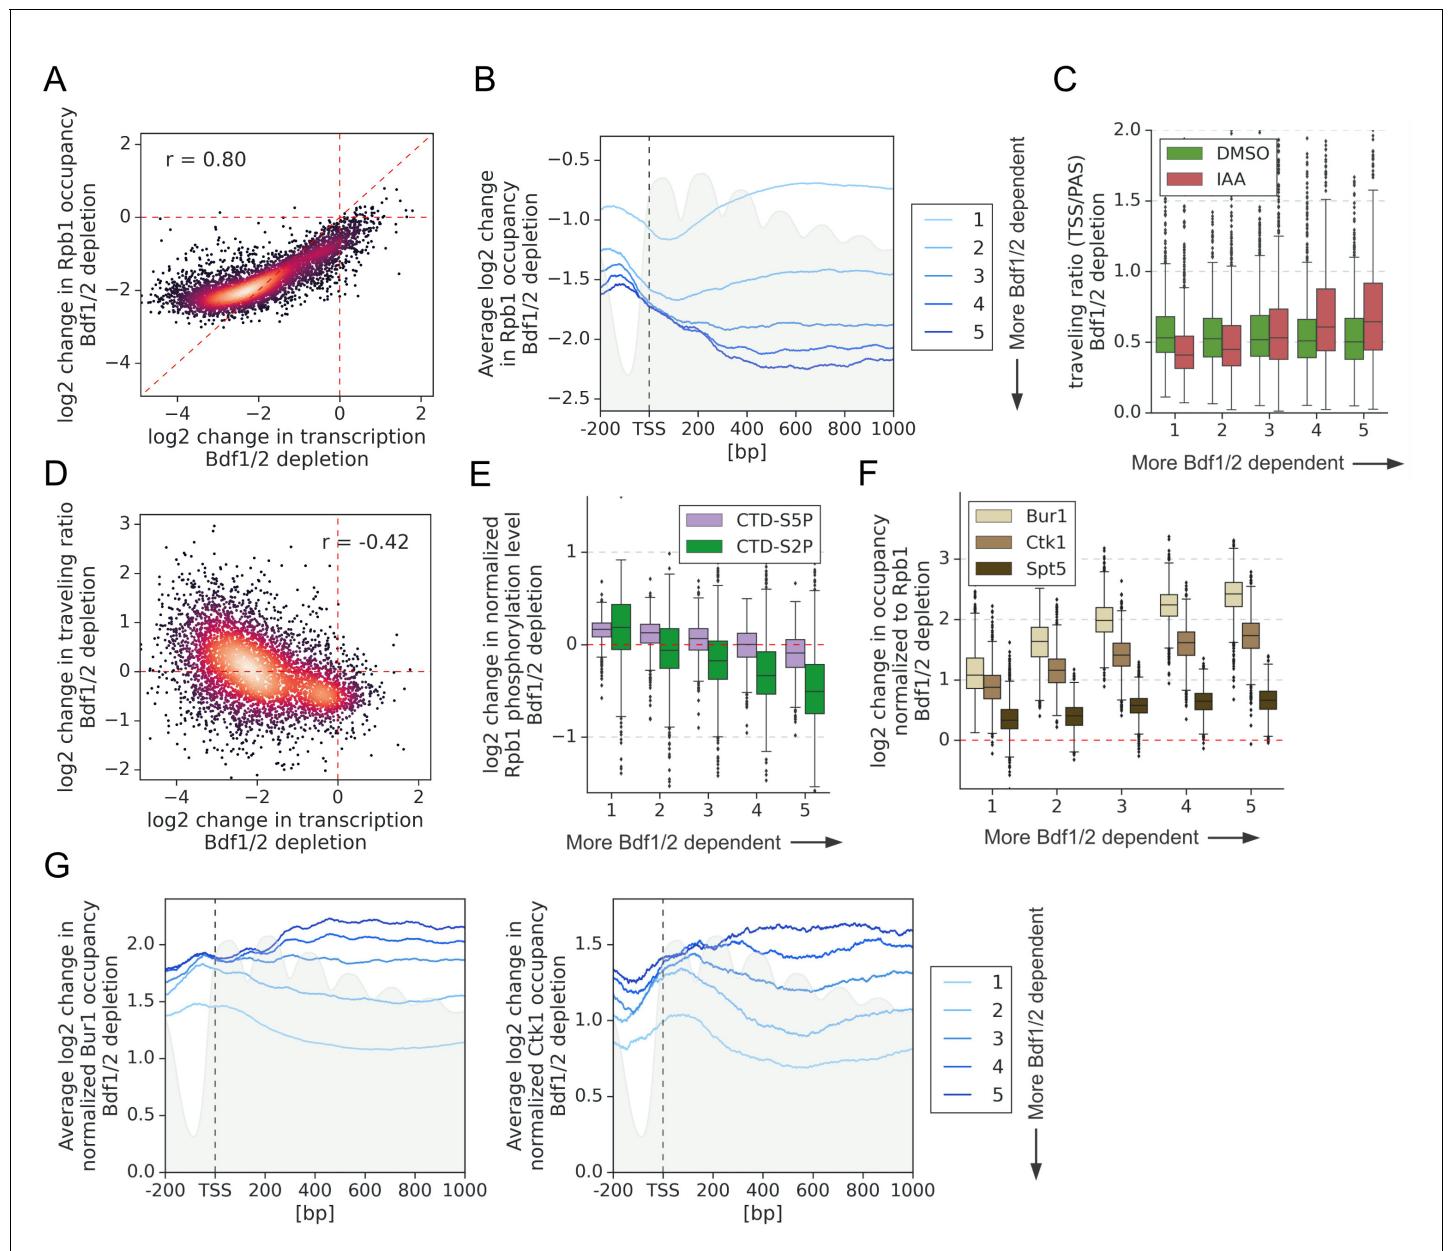 A
log2 change in Rpb1 occupancy
Bdf1/2 depletion
r = 0.80
2
0
−2
−4
−4
−2
0
2
log2 change in transcription
Bdf1/2 depletion
B
Average log2 change
in Rpb1 occupancy
Bdf1/2 depletion
−0.5
−1.0
−1.5
−2.0
−2.5
-200
TSS
200
400
600
800
1000
[bp]
1
2
3
4
5
More Bdf1/2 dependent
C
traveling ratio (TSS/PAS)
Bdf1/2 depletion
2.0
1.5
1.0
0.5
0.0
DMSO
IAA
1
2
3
4
5
More Bdf1/2 dependent
D
log2 change in traveling ratio
Bdf1/2 depletion
r = -0.42
3
2
1
0
−1
−2
−4
−2
0
2
log2 change in transcription
Bdf1/2 depletion
E
log2 change in normalized
Rpb1 phosphorylation level
Bdf1/2 depletion
CTD-S5P
CTD-S2P
1
0
−1
1
2
3
4
5
More Bdf1/2 dependent
F
log2 change in occupancy
normalized to Rpb1
Bdf1/2 depletion
Bur1
Ctk1
Spt5
3
2
1
0
1
2
3
4
5
More Bdf1/2 dependent
G
Average log2 change in
normalized Bur1 occupancy
Bdf1/2 depletion
2.0
1.5
1.0
0.5
0.0
-200
TSS
200
400
600
800
1000
[bp]
Average log2 change in
normalized Ctk1 occupancy
Bdf1/2 depletion
1.5
1.0
0.5
0.0
-200
TSS
200
400
600
800
1000
[bp]
1
2
3
4
5
More Bdf1/2 dependent